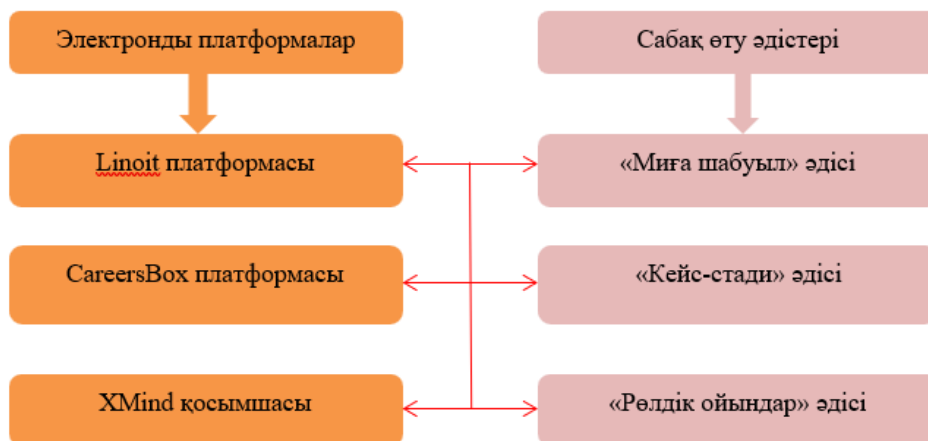 Электронды платформалар
Сабақ өту әдістері
Linoit платформасы
«Миға шабуыл» әдісі
CareersBox платформасы
«Кейс-стади» әдісі
XMind қосымшасы
«Рөлдік ойындар» әдісі